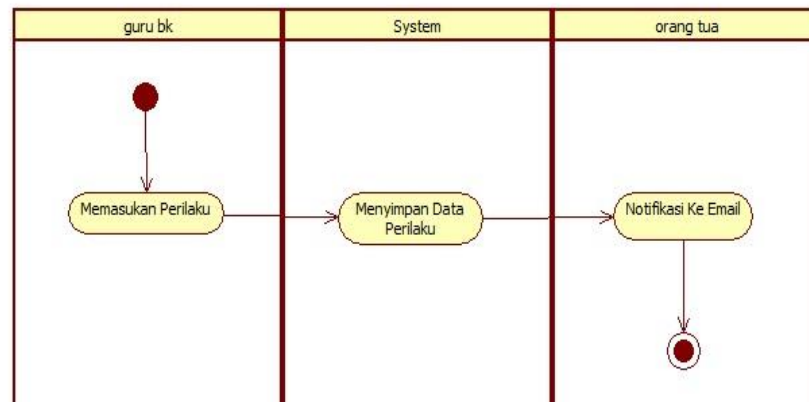 guru bk
System
orang tua
Memasukan Perilaku
Menyimpan Data
Perilaku
Notifikasi Ke Email